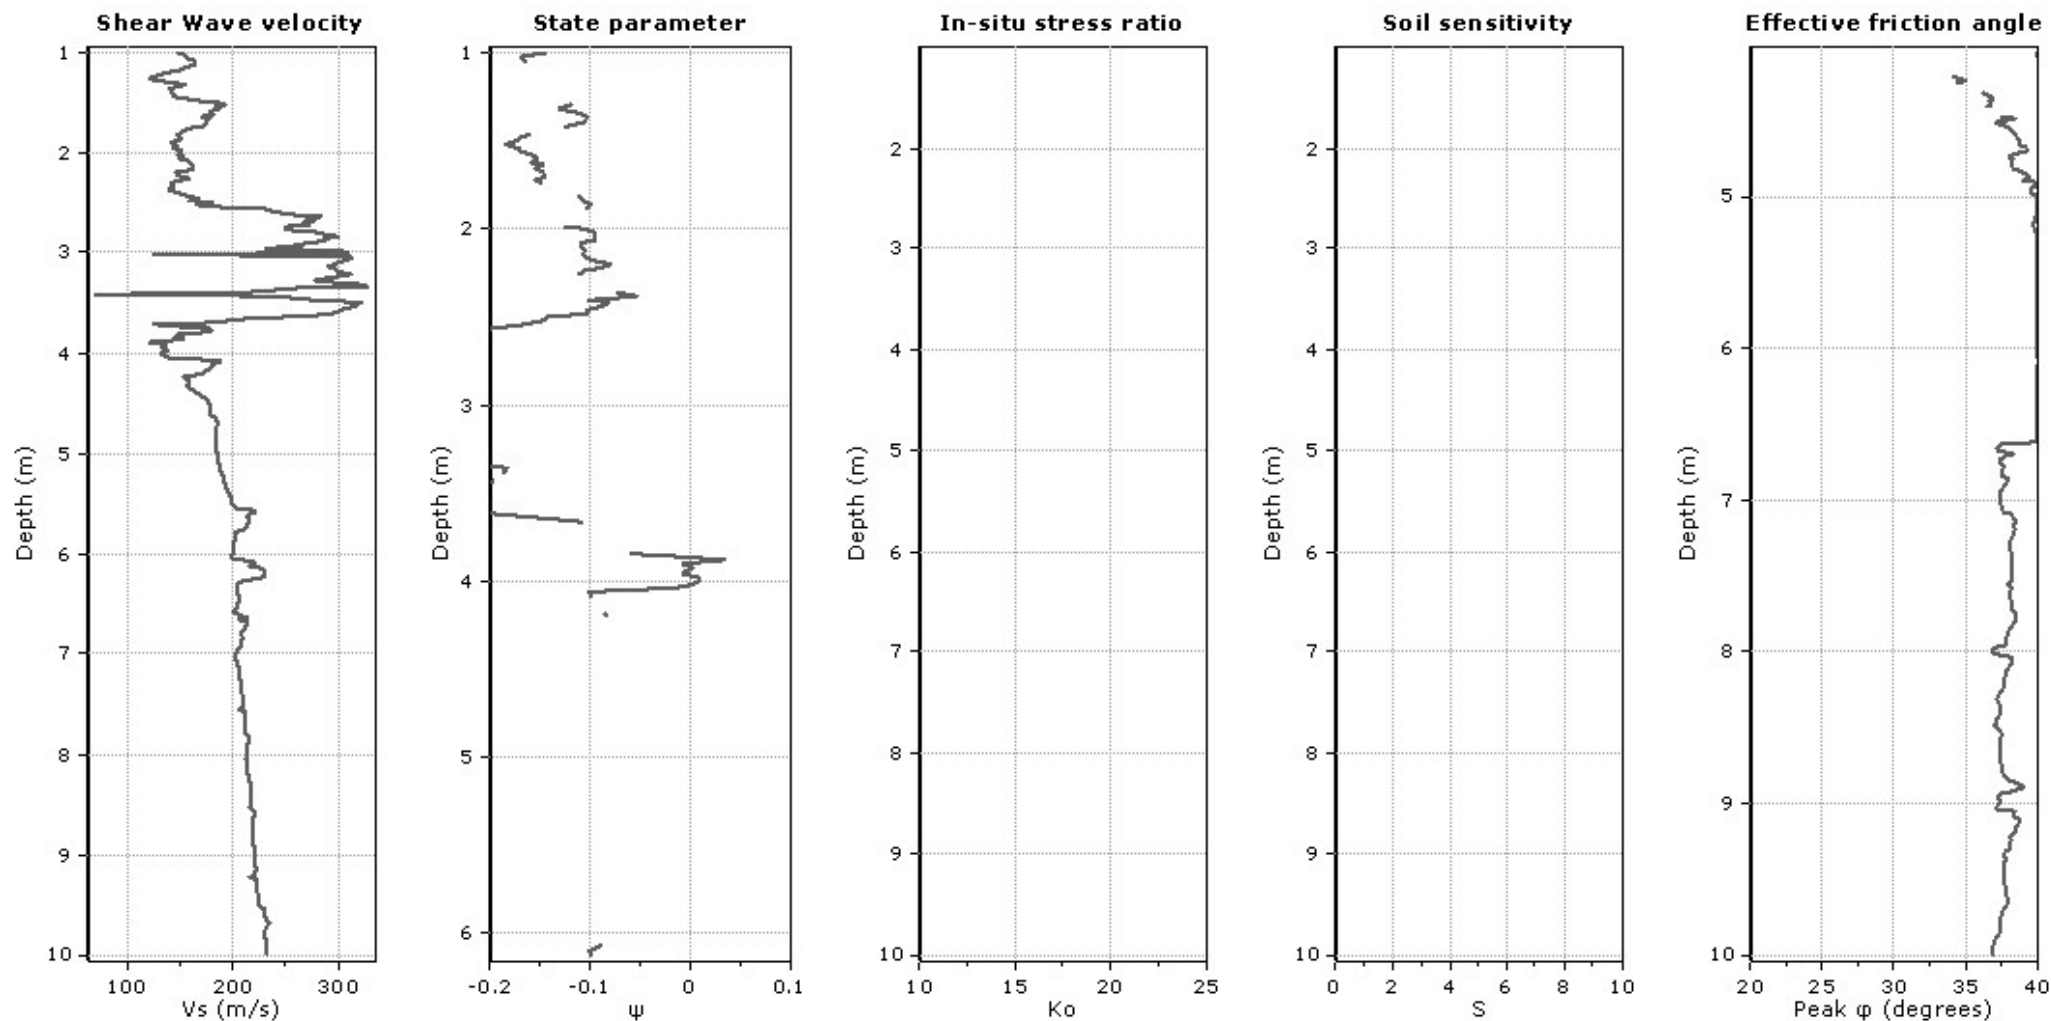 Shear Wave velocity
1
2
3
4
5
6
7
8
9
10
Depth (m)
100 200 300
Vs (m/s)
State parameter
1
2
3
4
5
6
Depth (m)
-0.2 -0.1 0 0.1
ψ
In-situ stress ratio
2
3
4
5
6
7
8
9
10
Depth (m)
10 15 20 25
Ko
Soil sensitivity
2
3
4
5
6
7
8
9
10
Depth (m)
0 2 4 6 8 10
S
Effective friction angle
5
6
7
8
9
10
Depth (m)
20 25 30 35 40
Peak φ (degrees)